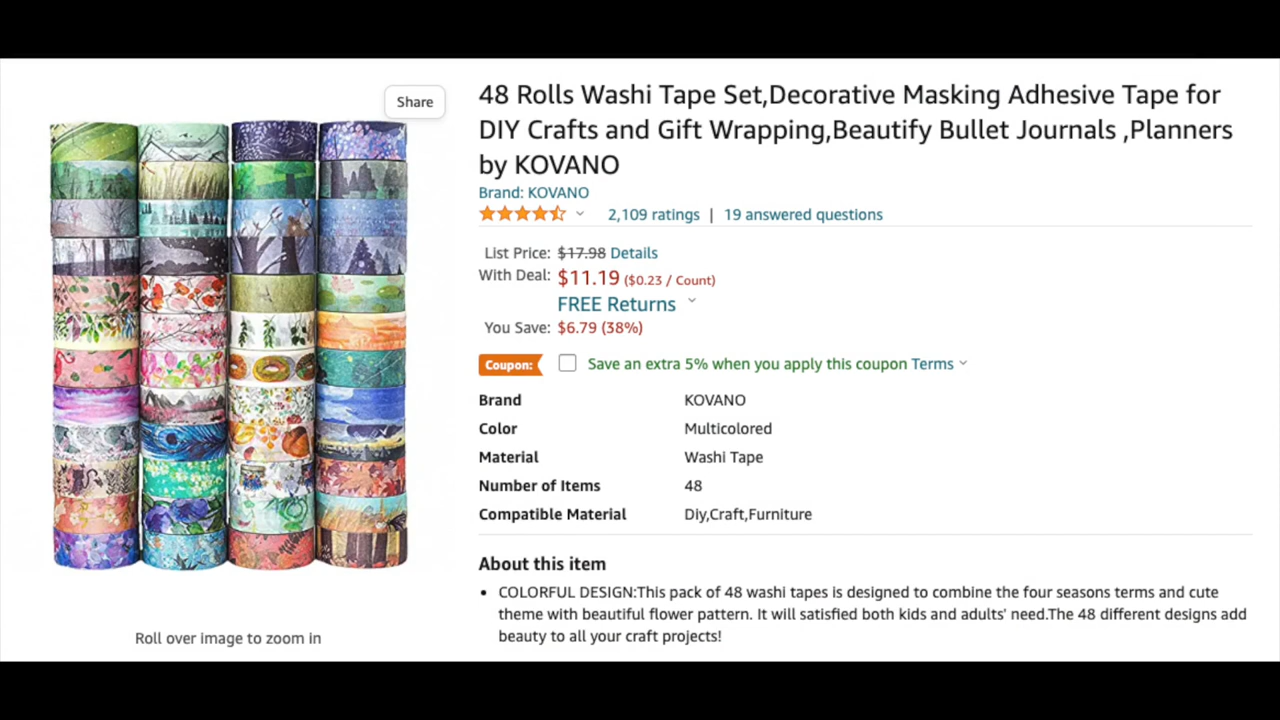 Share
48 Rolls Washi Tape Set,Decorative Masking Adhesive Tape for
DIY Crafts and Gift Wrapping,Beautify Bullet Journals ,Planners
by KOVANO
Brand: KOVANO
2,109 ratings | 19 answered questions
List Price: $17.98 Details
With Deal: $11.19 ($0.23 / Count)
FREE Returns
You Save: $6.79 (38%)
Coupon: Save an extra 5% when you apply this coupon Terms
Brand KOVANO
Color Multicolored
Material Washi Tape
Number of Items 48
Compatible Material Diy,Craft,Furniture
About this item
• COLORFUL DESIGN:This pack of 48 washi tapes is designed to combine the four seasons terms and cute
theme with beautiful flower pattern. It will satisfied both kids and adults' need.The 48 different designs add
beauty to all your craft projects!
Roll over image to zoom in